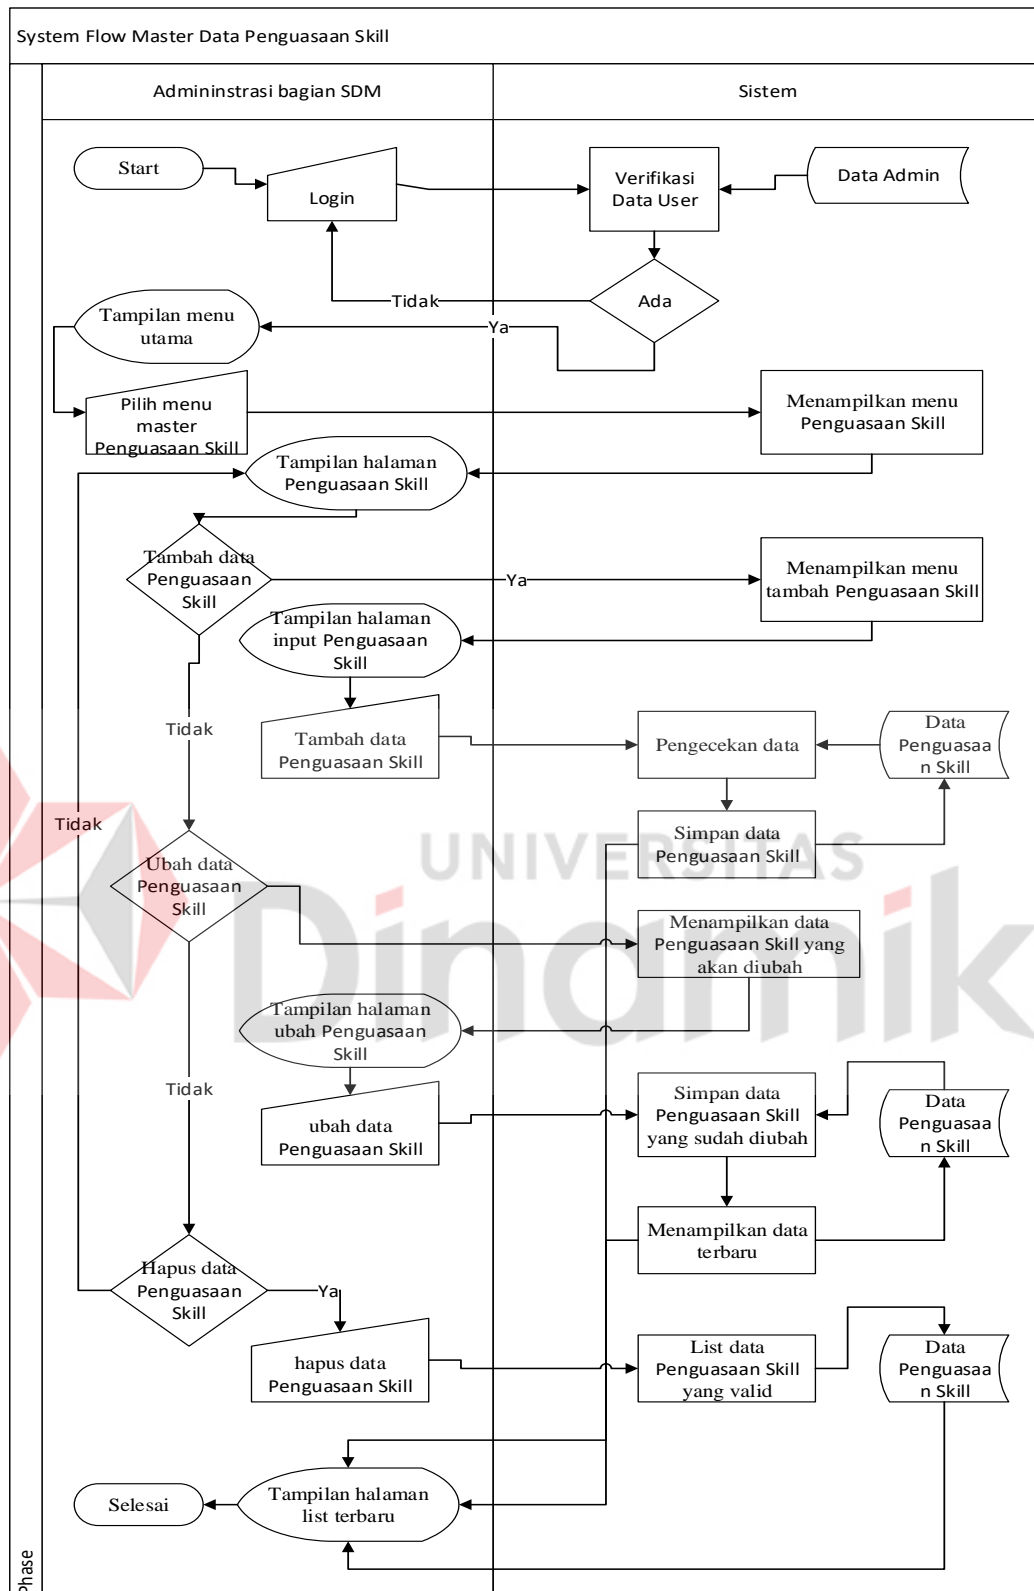 System Flow Master Data Penguasaan Skill
Admininstrasi bagian SDM
Sistem
Start
Login
Verifikasi
Data User
Data Admin
Tidak
Ada
Tampilan menu
utama
Ya
Pilih menu
master
Penguasaan Skill
Menampilkan menu
Penguasaan Skill
Tampilan halaman
Penguasaan Skill
Tambah data
Penguasaan
Skill
Ya
Menampilkan menu
tambah Penguasaan Skill
Tampilan halaman
input Penguasaan
Skill
Tidak
Tambah data
Penguasaan Skill
Pengecekan data
Data
Penguasaa
n Skill
Tidak
Simpan data
Penguasaan Skill
UNIVERSITAS
Dinamika
Ubah data
Penguasaan
Skill
Menampilkan data
Penguasaan Skill yang
akan diubah
Tampilan halaman
ubah Penguasaan
Skill
Tidak
ubah data
Penguasaan Skill
Simpan data
Penguasaan Skill
yang sudah diubah
Data
Penguasaa
n Skill
Menampilkan data
terbaru
Hapus data
Penguasaan
Skill
Ya
hapus data
Penguasaan Skill
List data
Penguasaan Skill
yang valid
Data
Penguasaa
n Skill
Selesai
Tampilan halaman
list terbaru
Phase